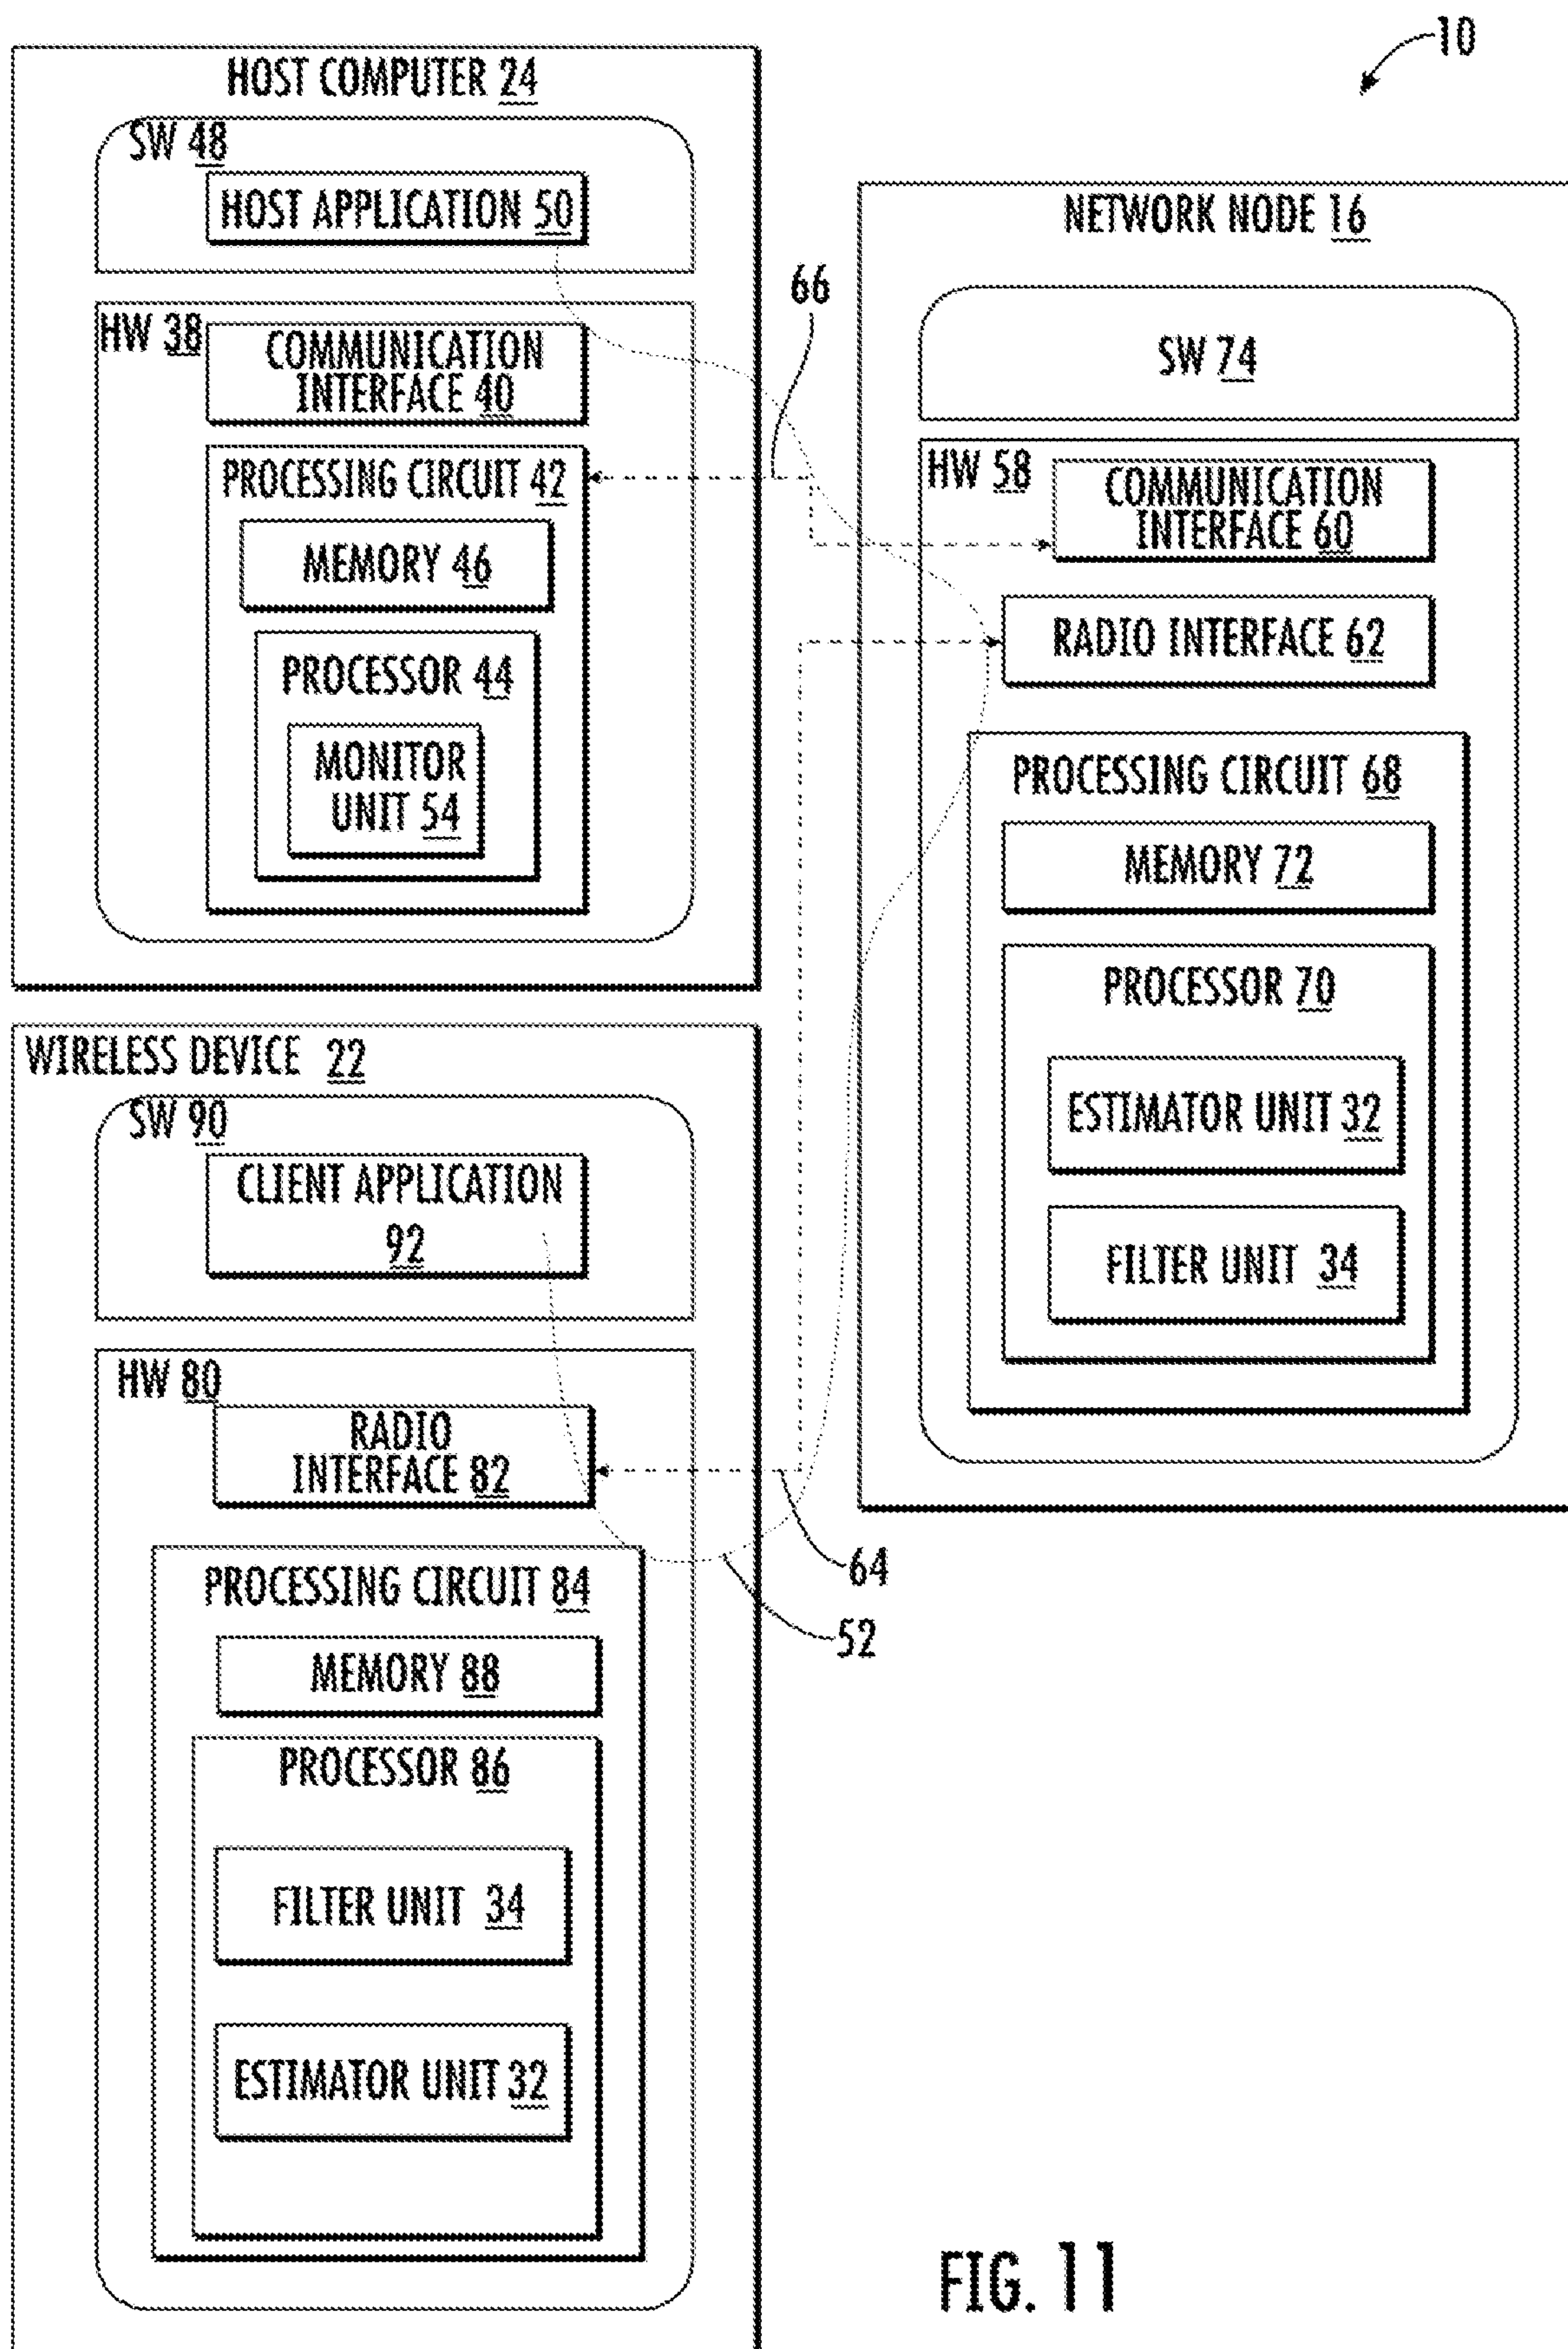 10
HOST COMPUTER 24
SW 48
HOST APPLICATION 50
HW 38
COMMUNICATION
INTERFACE 40
PROCESSING CIRCUIT 42
MEMORY 46
PROCESSOR 44
MONITOR
UNIT 54
66
NETWORK NODE 16
SW 74
HW 58
COMMUNICATION
INTERFACE 60
RADIO INTERFACE 62
PROCESSING CIRCUIT 68
MEMORY 72
PROCESSOR 70
ESTIMATOR UNIT 32
FILTER UNIT 34
WIRELESS DEVICE 22
SW 90
CLIENT APPLICATION
92
HW 80
RADIO
INTERFACE 82
64
52
PROCESSING CIRCUIT 84
MEMORY 88
PROCESSOR 86
FILTER UNIT 34
ESTIMATOR UNIT 32
FIG. 11